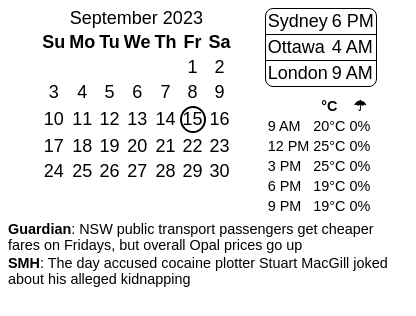 September 2023
Su Mo Tu We Th Fr Sa
1 2
3 4 5 6 7 8 9
10 11 12 13 14 15 16
17 18 19 20 21 22 23
24 25 26 27 28 29 30
Sydney 6 PM
Ottawa 4 AM
London 9 AM
°C ☂
9 AM 20°C 0%
12 PM 25°C 0%
3 PM 25°C 0%
6 PM 19°C 0%
9 PM 19°C 0%
Guardian: NSW public transport passengers get cheaper
fares on Fridays, but overall Opal prices go up
SMH: The day accused cocaine plotter Stuart MacGill joked
about his alleged kidnapping